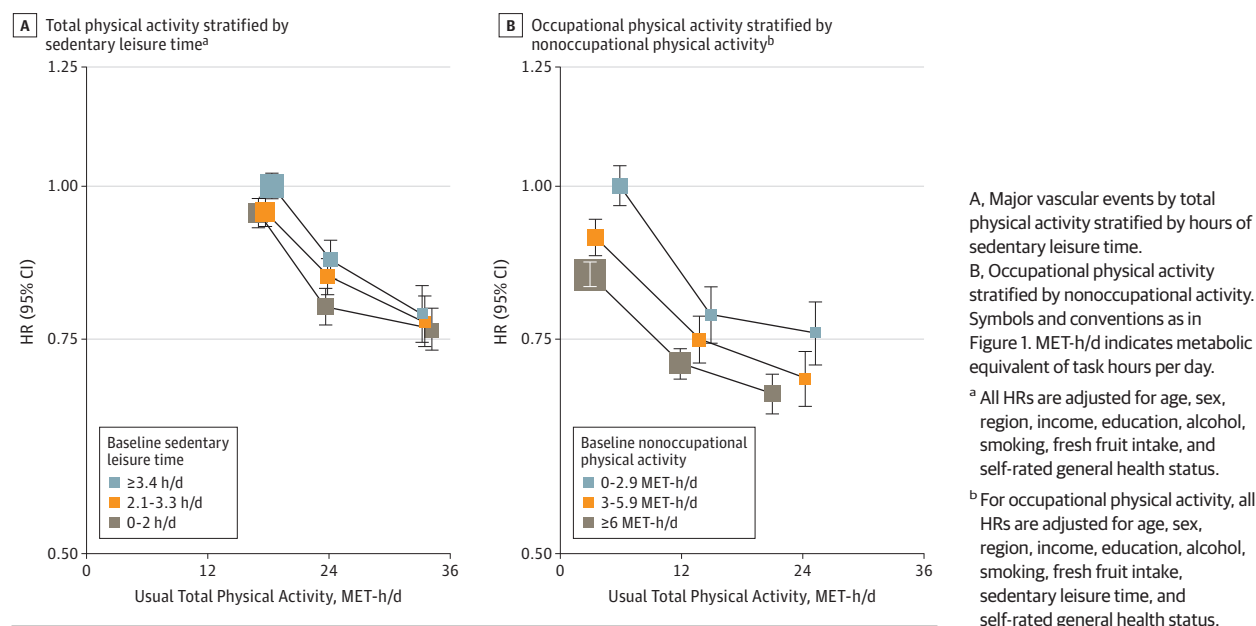 A Total physical activity stratified by
sedentary leisure timeᵃ
1.25
1.00
0.75
0.50
HR (95% CI)
Baseline sedentary
leisure time
≥3.4 h/d
2.1-3.3 h/d
0-2 h/d
0 12 24 36
Usual Total Physical Activity, MET-h/d
B Occupational physical activity stratified by
nonoccupational physical activityᵇ
1.25
1.00
0.75
0.50
HR (95% CI)
Baseline nonoccupational
physical activity
0-2.9 MET-h/d
3-5.9 MET-h/d
≥6 MET-h/d
0 12 24 36
Usual Total Physical Activity, MET-h/d
A, Major vascular events by total
physical activity stratified by hours of
sedentary leisure time.
B, Occupational physical activity
stratified by nonoccupational activity.
Symbols and conventions as in
Figure 1. MET-h/d indicates metabolic
equivalent of task hours per day.
ᵃ All HRs are adjusted for age, sex,
region, income, education, alcohol,
smoking, fresh fruit intake, and
self-rated general health status.
ᵇ For occupational physical activity, all
HRs are adjusted for age, sex,
region, income, education, alcohol,
smoking, fresh fruit intake,
sedentary leisure time, and
self-rated general health status.